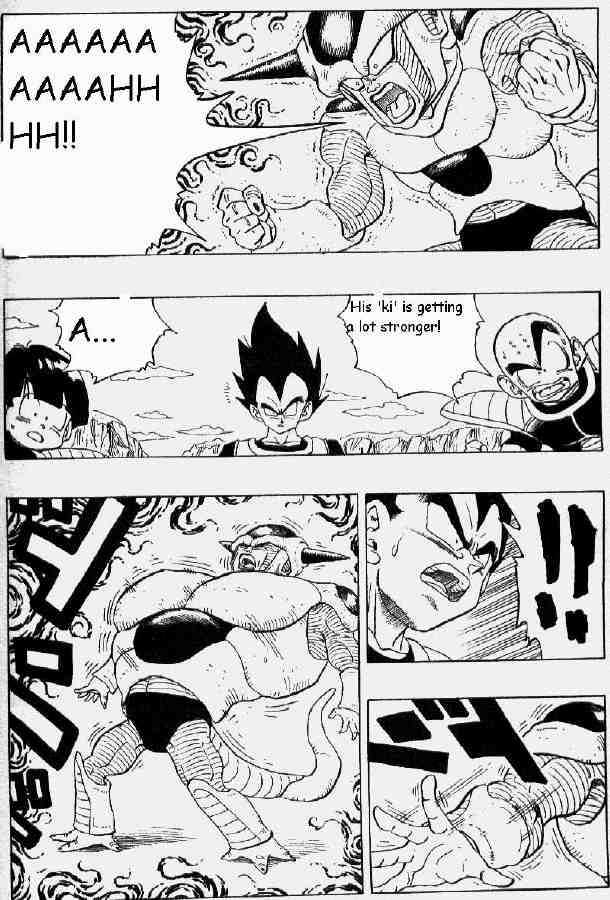 AAAAAA
AAAAHH
HH!!
A...
His 'ki' is getting
a lot stronger!
!!